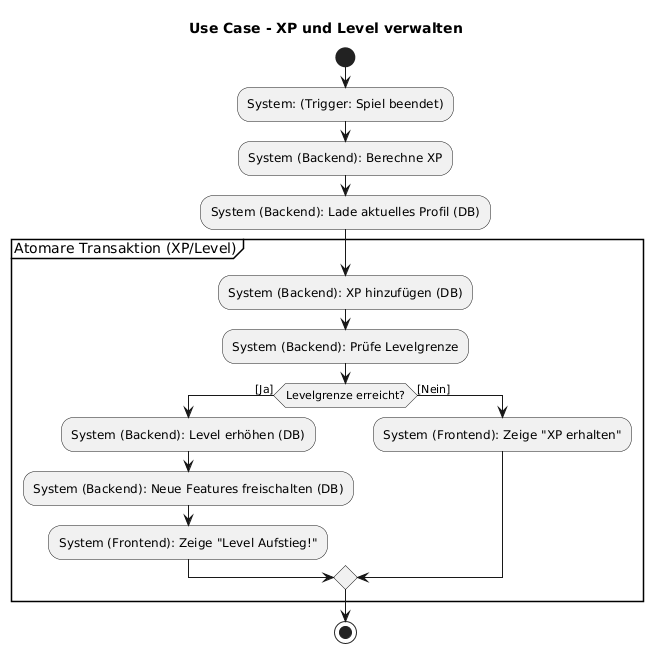 Use Case - XP und Level verwalten
System: (Trigger: Spiel beendet)
System (Backend): Berechne XP
System (Backend): Lade aktuelles Profil (DB)
Atomare Transaktion (XP/Level)
System (Backend): XP hinzufügen (DB)
System (Backend): Prüfe Levelgrenze
[Ja]
Levelgrenze erreicht?
[Nein]
System (Backend): Level erhöhen (DB)
System (Frontend): Zeige "XP erhalten"
System (Backend): Neue Features freischalten (DB)
System (Frontend): Zeige "Level Aufstieg!"